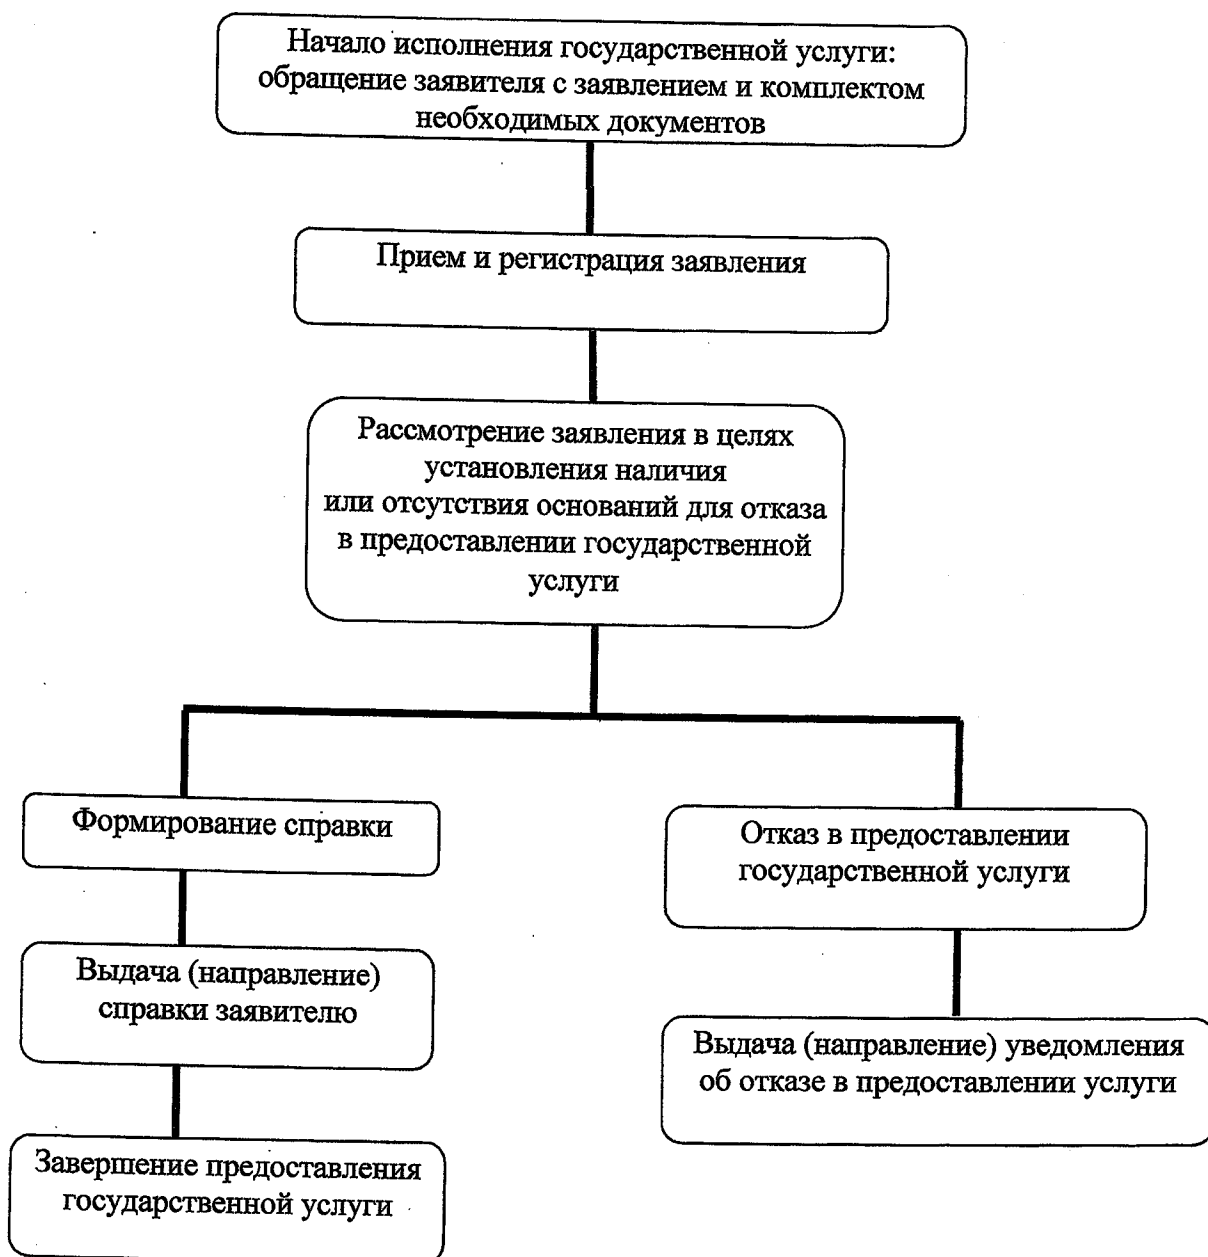 Начало исполнения государственной услуги:
обращение заявителя с заявлением и комплектом
необходимых документов
Прием и регистрация заявления
Рассмотрение заявления в целях
установления наличия
или отсутствия оснований для отказа
в предоставлении государственной
услуги
Формирование справки
Выдача (направление)
справки заявителю
Завершение предоставления
государственной услуги
Отказ в предоставлении
государственной услуги
Выдача (направление) уведомления
об отказе в предоставлении услуги